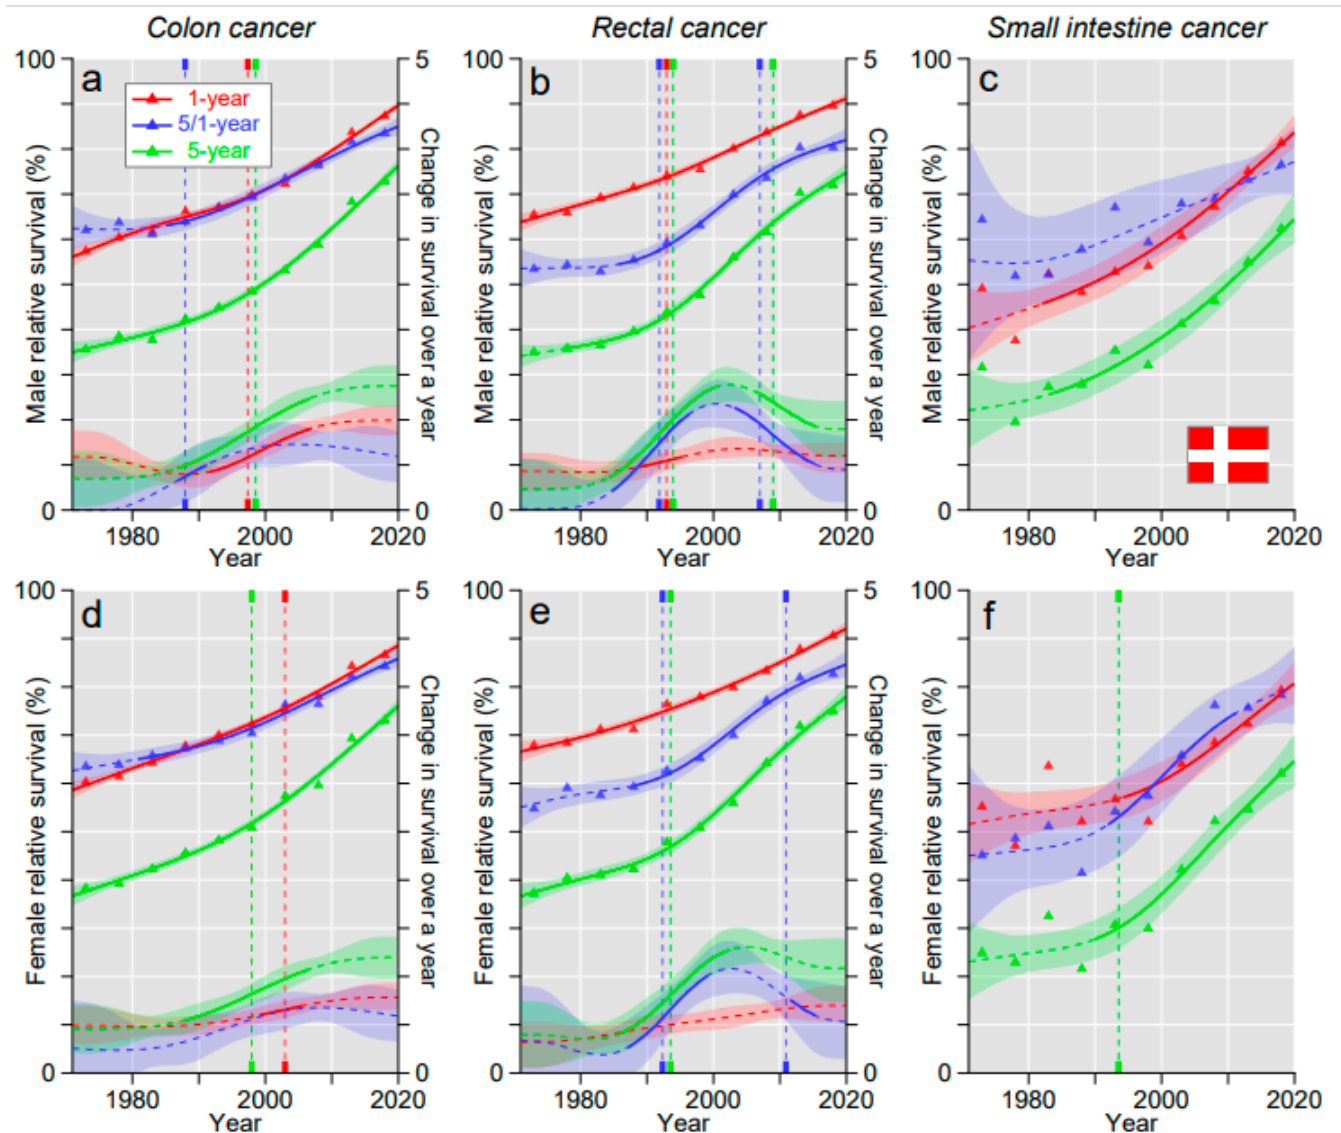 Colon cancer
Rectal cancer
Small intestine cancer
a
1-year
5/1-year
5-year
100
0
5
0
Male relative survival (%)
Change in survival over a year
1980
2000
2020
Year
b
100
0
5
0
Male relative survival (%)
Change in survival over a year
1980
2000
2020
Year
c
100
0
Male relative survival (%)
1980
2000
2020
Year
d
100
0
5
0
Female relative survival (%)
Change in survival over a year
1980
2000
2020
Year
e
100
0
5
0
Female relative survival (%)
Change in survival over a year
1980
2000
2020
Year
f
100
0
Female relative survival (%)
1980
2000
2020
Year